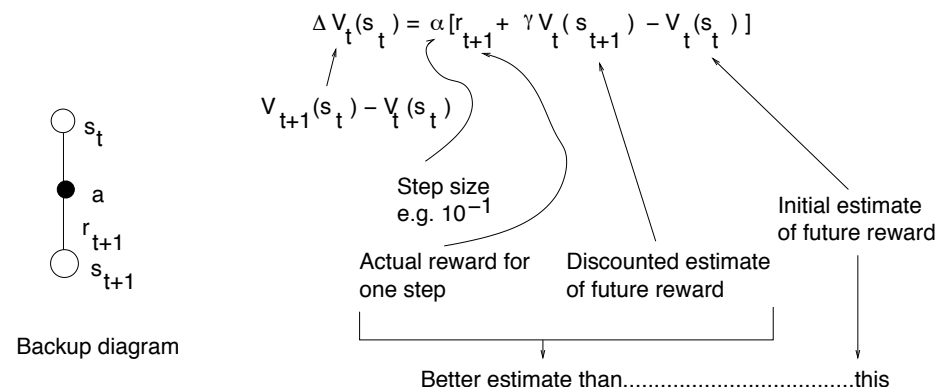 Δ V_t(s_t) = α [r_{t+1} + γ V_t( s_{t+1}) − V_t(s_t) ]
V_{t+1}(s_t) − V_t(s_t)
s_t
a
r_{t+1}
s_{t+1}
Backup diagram
Step size
e.g. 10^{−1}
Actual reward for
one step
Discounted estimate
of future reward
Initial estimate
of future reward
Better estimate than..........................................this